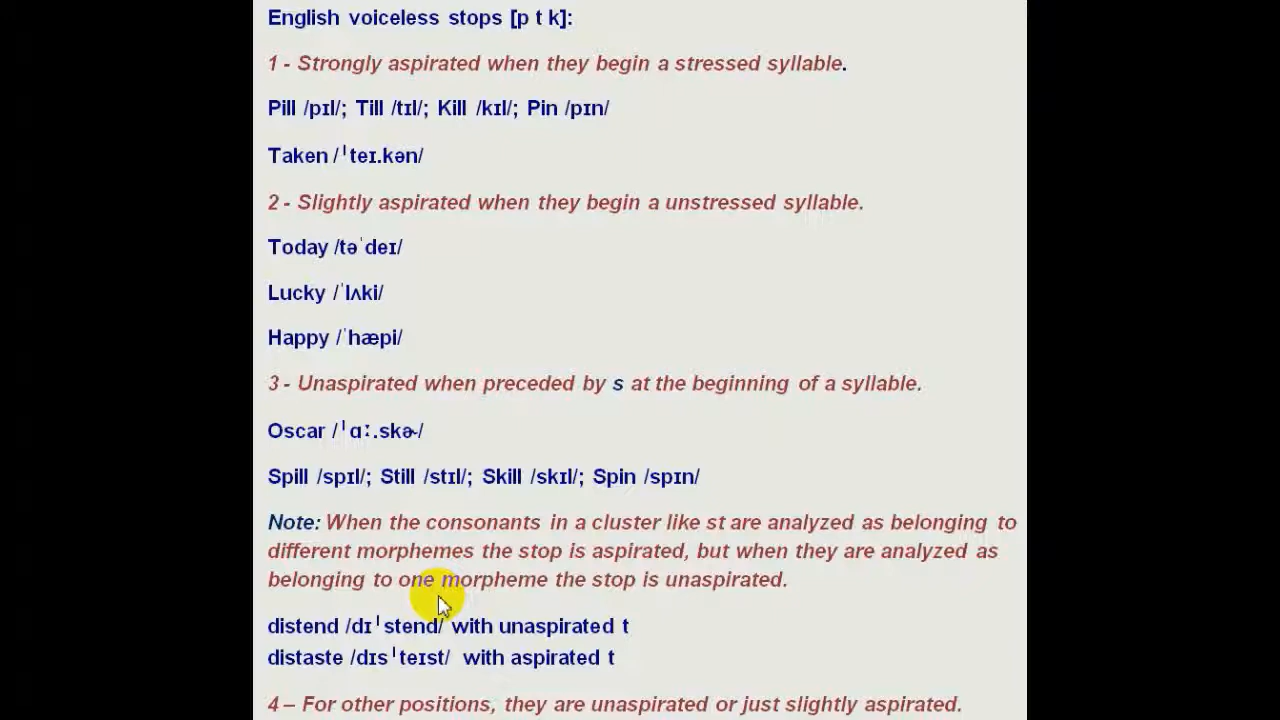 English voiceless stops [p t k]:
1 - Strongly aspirated when they begin a stressed syllable.
Pill /pɪl/; Till /tɪl/; Kill /kɪl/; Pin /pɪn/
Taken /ˈteɪ.kən/
2 - Slightly aspirated when they begin a unstressed syllable.
Today /təˈdeɪ/
Lucky /ˈlʌki/
Happy /ˈhæpi/
3 - Unaspirated when preceded by s at the beginning of a syllable.
Oscar /ˈɑː.skɚ/
Spill /spɪl/; Still /stɪl/; Skill /skɪl/; Spin /spɪn/
Note: When the consonants in a cluster like st are analyzed as belonging to
different morphemes the stop is aspirated, but when they are analyzed as
belonging to one morpheme the stop is unaspirated.
distend /dɪˈstend/ with unaspirated t
distaste /dɪsˈteɪst/ with aspirated t
4 – For other positions, they are unaspirated or just slightly aspirated.